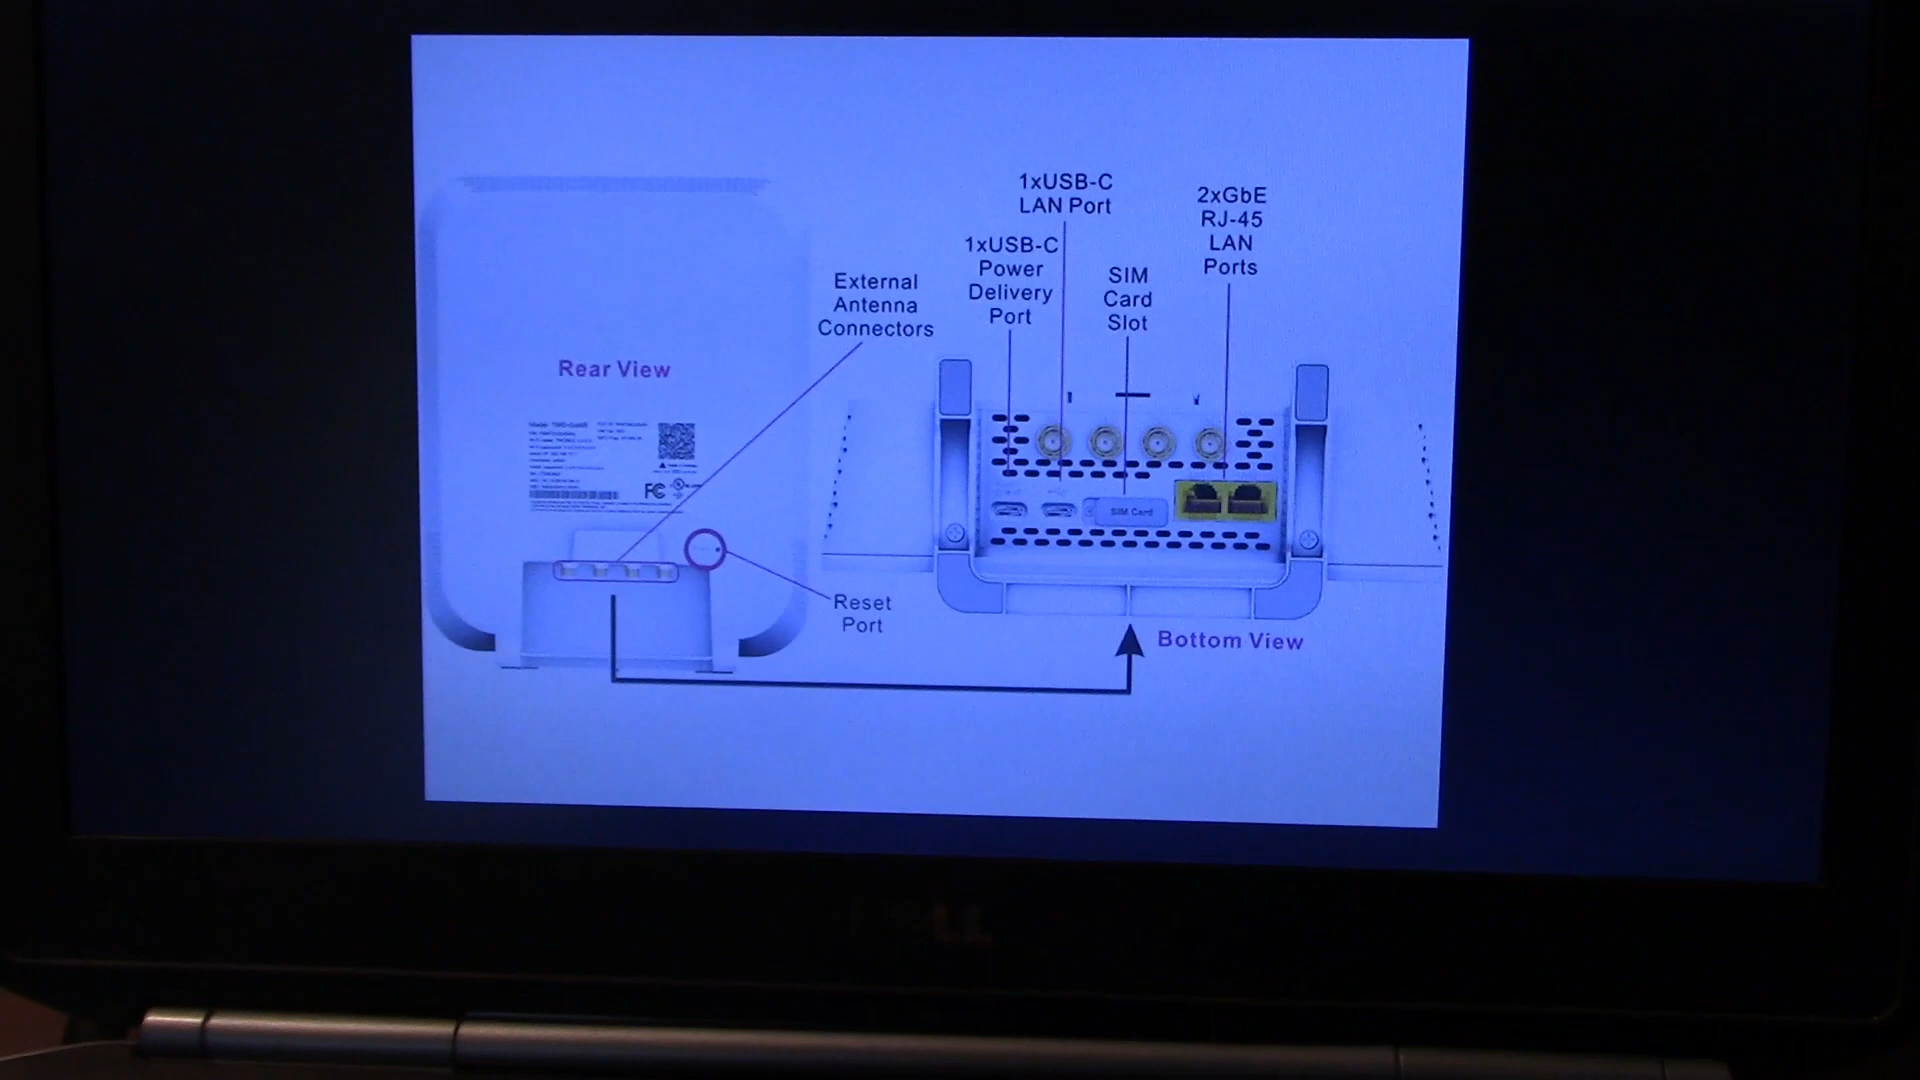 1xUSB-C
LAN Port
2xGbE
RJ-45
LAN
Ports
1xUSB-C
Power
Delivery
Port
SIM
Card
Slot
External
Antenna
Connectors
Rear View
FC
SIM Card
Reset
Port
Bottom View